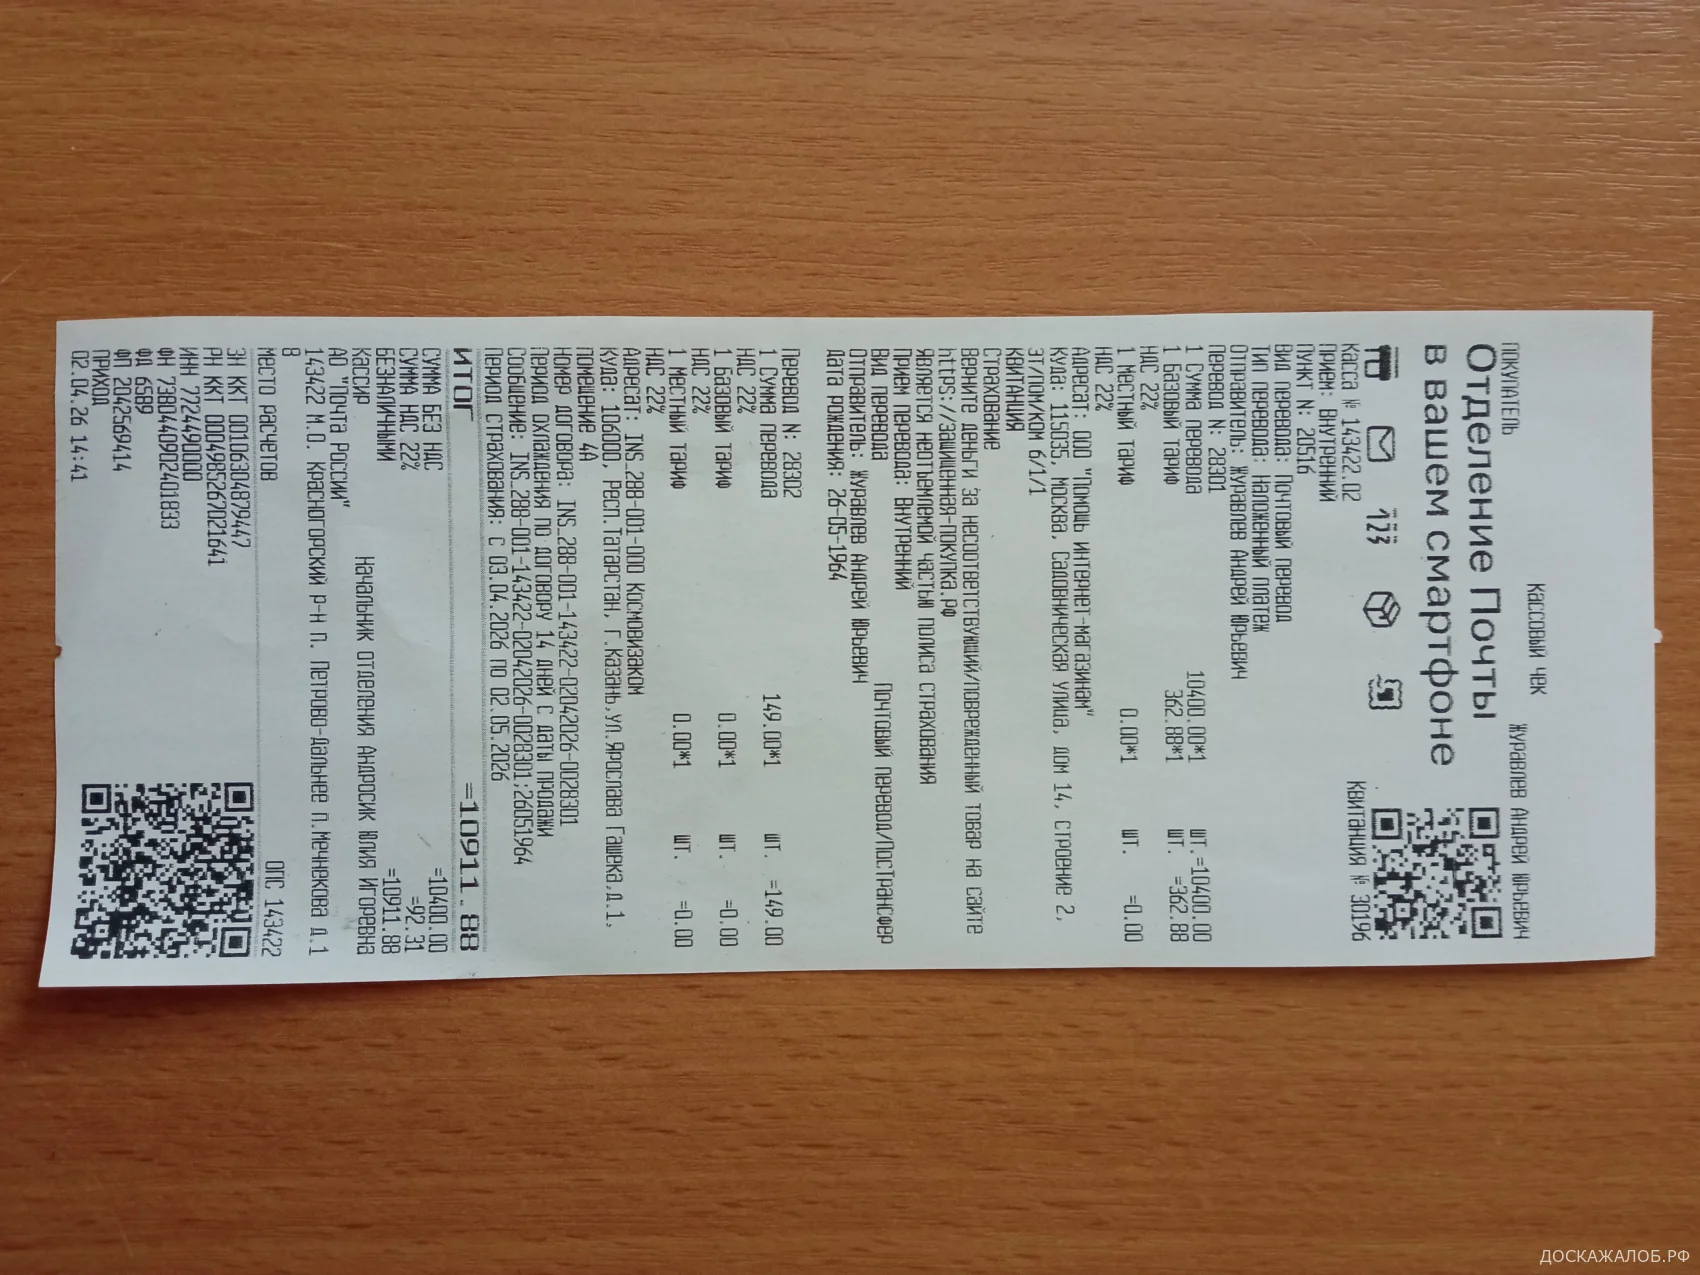 КАССОВЫЙ ЧЕК
ПОКУПАТЕЛЬ ЖУРАВЛЕВ АНДРЕЙ ЮРЬЕВИЧ
Отделение Почты
в вашем смартфоне
КАССА № 143422.02 КВИТАНЦИЯ № 30196
ПРИЕМ: ВНУТРЕННИЙ
ПУНКТ N: 20516
ВИД ПЕРЕВОДА: ПОЧТОВЫЙ ПЕРЕВОД
ТИП ПЕРЕВОДА: НАЛОЖЕННЫЙ ПЛАТЕЖ
ОТПРАВИТЕЛЬ: ЖУРАВЛЕВ АНДРЕЙ ЮРЬЕВИЧ
ПЕРЕВОД N: 28301
1 СУММА ПЕРЕВОДА 10400.00*1 ШТ.=10400.00
1 БАЗОВЫЙ ТАРИФ 362.88*1 ШТ. =362.88
НДС 22%
1 МЕСТНЫЙ ТАРИФ 0.00*1 ШТ. =0.00
НДС 22%
АДРЕСАТ: ООО "ПОМОЩЬ ИНТЕРНЕТ-МАГАЗИНАМ"
КУДА: 115035, МОСКВА, САДОВНИЧЕСКАЯ УЛИЦА, ДОМ 14, СТРОЕНИЕ 2,
ЭТ/ПОМ/КОМ 6/1/1
КВИТАНЦИЯ
СТРАХОВАНИЕ
ВЕРНИТЕ ДЕНЬГИ ЗА НЕСООТВЕТСТВУЮЩИЙ/ПОВРЕЖДЕННЫЙ ТОВАР НА САЙТЕ
HTTPS://ЗАЩИЩЕННАЯ-ПОКУПКА.РФ
ЯВЛЯЕТСЯ НЕОТЪЕМЛЕМОЙ ЧАСТЬЮ ПОЛИСА СТРАХОВАНИЯ
ПРИЕМ ПЕРЕВОДА: ВНУТРЕННИЙ
ВИД ПЕРЕВОДА ПОЧТОВЫЙ ПЕРЕВОД/ПОСТТРАНСФЕР
ОТПРАВИТЕЛЬ: ЖУРАВЛЕВ АНДРЕЙ ЮРЬЕВИЧ
ДАТА РОЖДЕНИЯ: 26-05-1964
ПЕРЕВОД N: 28302
1 СУММА ПЕРЕВОДА 149.00*1 ШТ. =149.00
НДС 22%
1 БАЗОВЫЙ ТАРИФ 0.00*1 ШТ. =0.00
НДС 22%
1 МЕСТНЫЙ ТАРИФ 0.00*1 ШТ. =0.00
НДС 22%
АДРЕСАТ: INS_288-001-000 КОСМОВИЗАКОМ
КУДА: 106000, РЕСП.ТАТАРСТАН, Г.КАЗАНЬ,УЛ.ЯРОСЛАВА ГАШЕКА,Д.1,
ПОМЕЩЕНИЕ 4А
НОМЕР ДОГОВОРА: INS_288-001-143422-02042026-0028301
ПЕРИОД ОХЛАЖДЕНИЯ ПО ДОГОВОРУ 14 ДНЕЙ С ДАТЫ ПРОДАЖИ
СООБЩЕНИЕ: INS_288-001-143422-02042026-0028301;26051964
ПЕРИОД СТРАХОВАНИЯ: С 03.04.2026 ПО 02.05.2026
ИТОГ =10911.88
СУММА БЕЗ НДС =10400.00
СУММА НДС 22% =92.31
БЕЗНАЛИЧНЫМИ =10911.88
КАССИР НАЧАЛЬНИК ОТДЕЛЕНИЯ АНДРОСИК ЮЛИЯ ИГОРЕВНА
АО "ПОЧТА РОССИИ"
143422 М.О. КРАСНОГОРСКИЙ Р-Н П. ПЕТРОВО-ДАЛЬНЕЕ П.МЕЧНЕКОВА Д.1
8
МЕСТО РАСЧЕТОВ ОПС 143422
ЗН ККТ 00106304879447
РН ККТ 0004985267021641
ИНН 7724490000
ФН 7380440902401833
ФД 6589
ФП 2042569414
ПРИХОД
02.04.26 14:41
ДОСКАЖАЛОБ.РФ